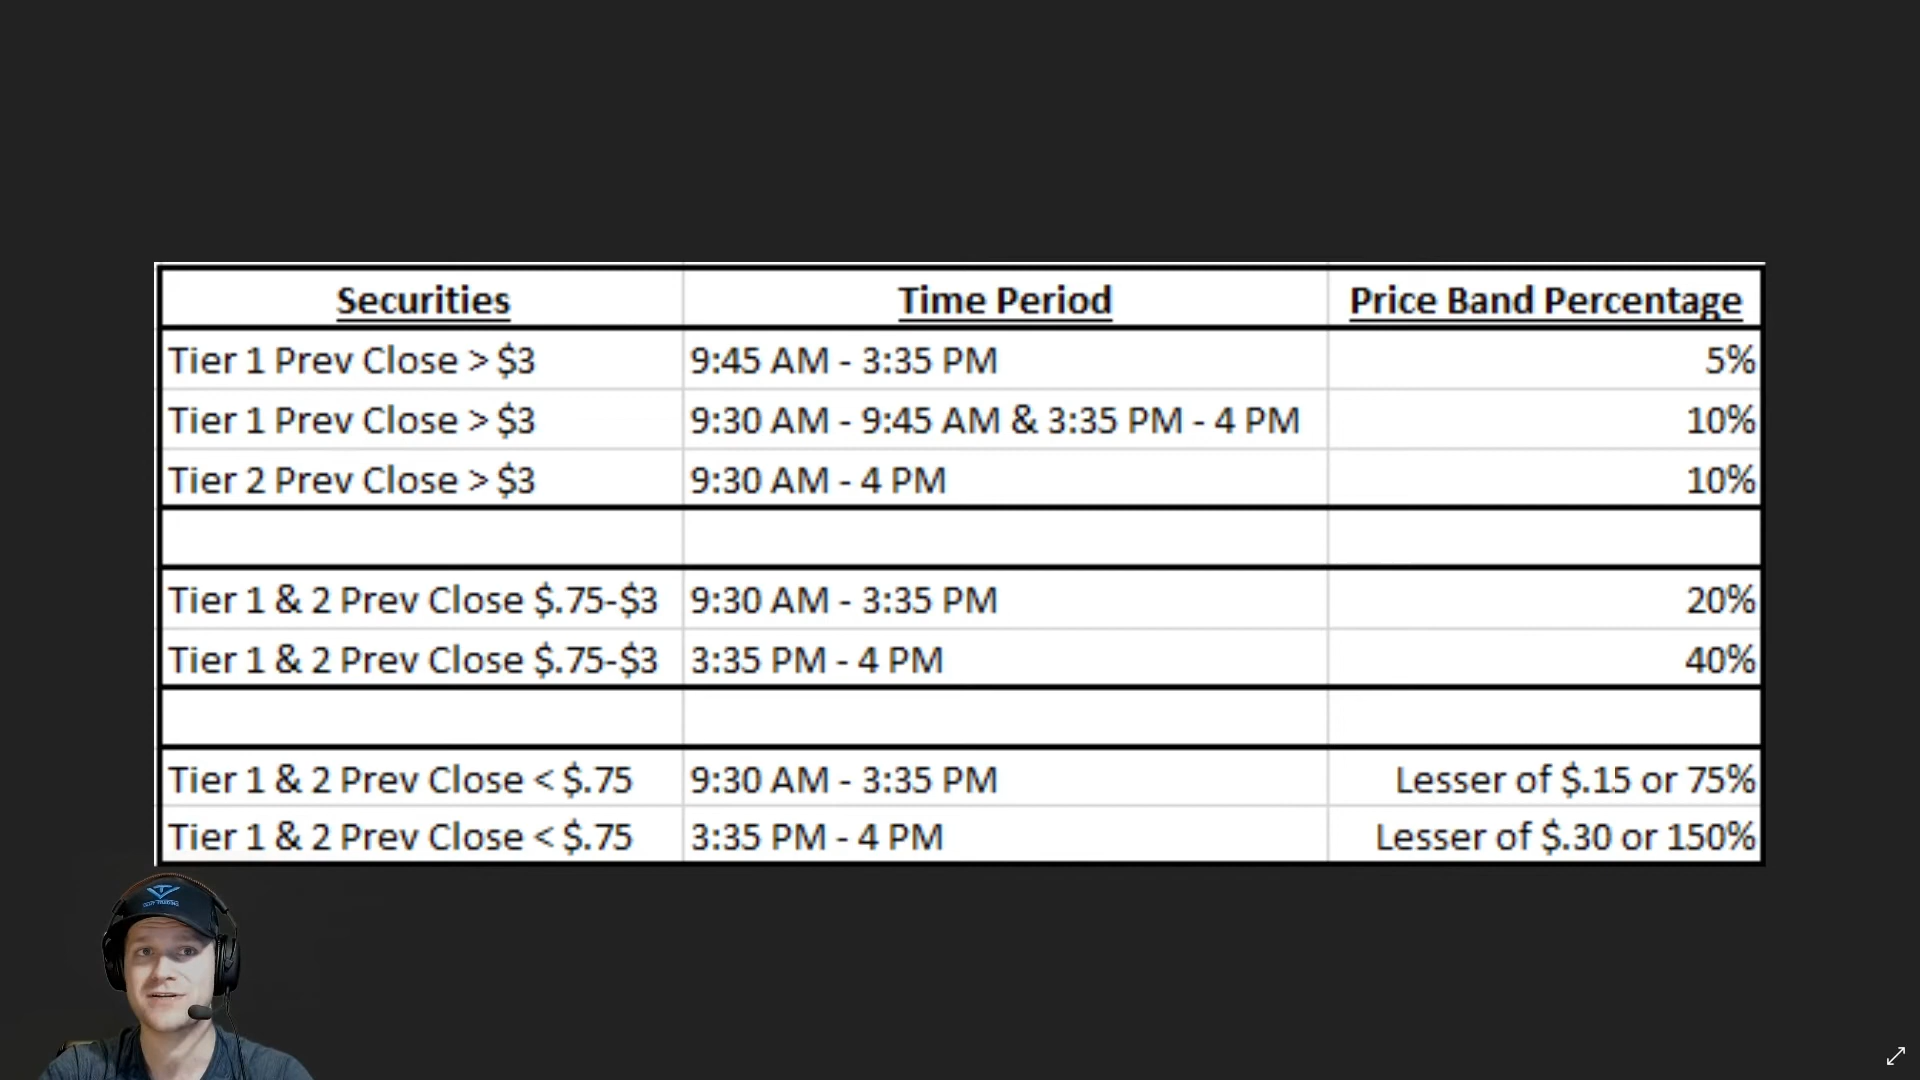 Securities Time Period Price Band Percentage
Tier 1 Prev Close > $3 9:45 AM - 3:35 PM 5%
Tier 1 Prev Close > $3 9:30 AM - 9:45 AM & 3:35 PM - 4 PM 10%
Tier 2 Prev Close > $3 9:30 AM - 4 PM 10%
Tier 1 & 2 Prev Close $.75-$3 9:30 AM - 3:35 PM 20%
Tier 1 & 2 Prev Close $.75-$3 3:35 PM - 4 PM 40%
Tier 1 & 2 Prev Close < $.75 9:30 AM - 3:35 PM Lesser of $.15 or 75%
Tier 1 & 2 Prev Close < $.75 3:35 PM - 4 PM Lesser of $.30 or 150%